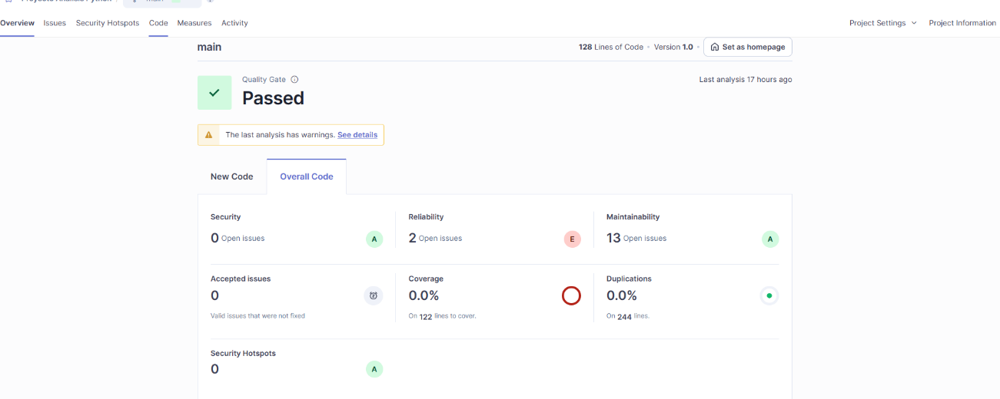 Proyecto Analisiz Python / main
Overview Issues Security Hotspots Code Measures Activity Project Settings Project Information
main 128 Lines of Code • Version 1.0 • Set as homepage
Quality Gate Last analysis 17 hours ago
Passed
The last analysis has warnings. See details
New Code Overall Code
Security Reliability Maintainability
0 Open issues A 2 Open issues E 13 Open issues A
Accepted issues Coverage Duplications
0 0.0% 0.0%
Valid issues that were not fixed On 122 lines to cover. On 244 lines.
Security Hotspots
0 A